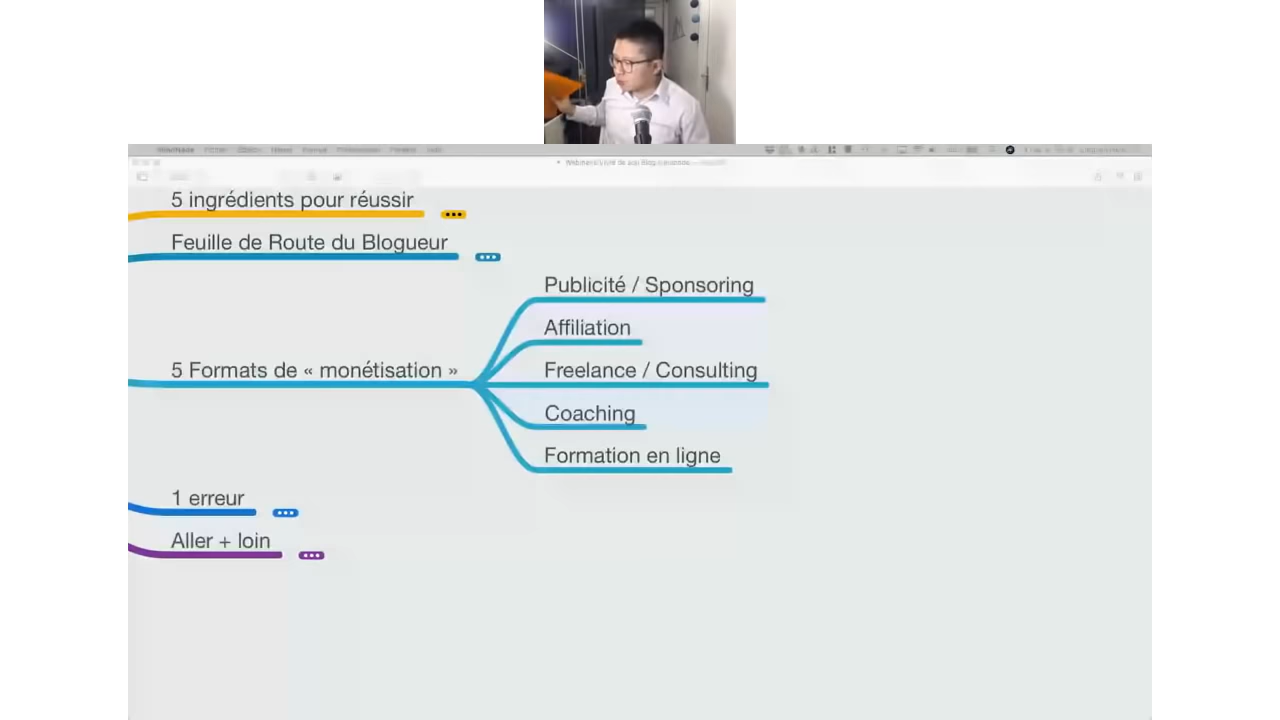 5 ingrédients pour réussir
Feuille de Route du Blogueur
Publicité / Sponsoring
Affiliation
5 Formats de « monétisation »
Freelance / Consulting
Coaching
Formation en ligne
1 erreur
Aller + loin